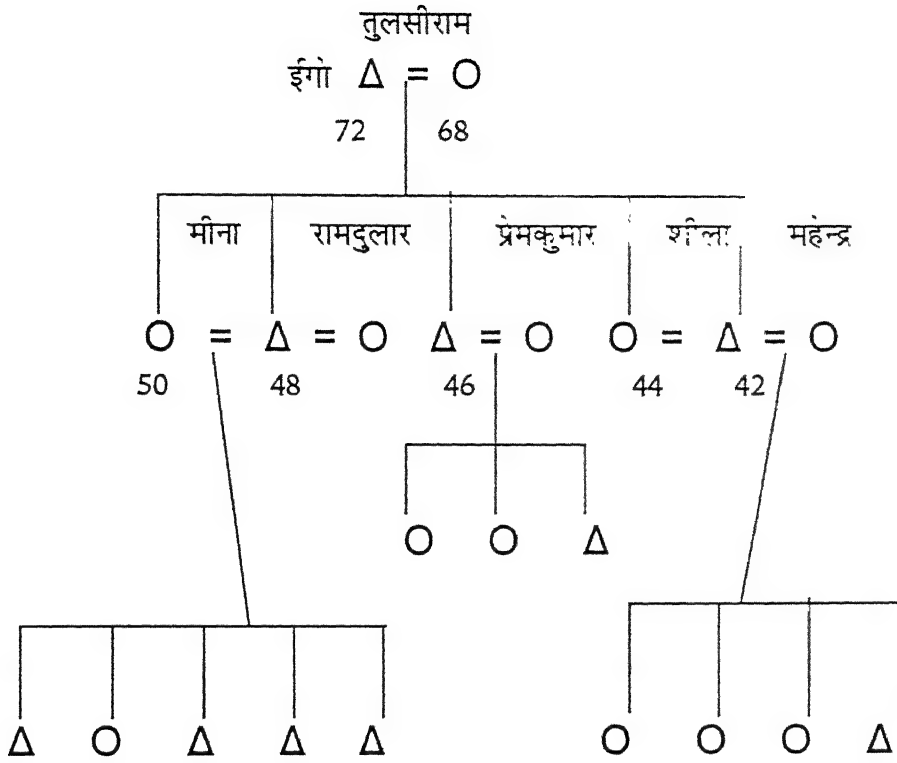 तुलसीराम
ईगो Δ = O
72 68
मीना रामदुलार प्रेमकुमार शीला महेन्द्र
O = Δ = O Δ = O O = Δ = O
50 48 46 44 42
O O Δ
Δ O Δ Δ Δ O O O Δ